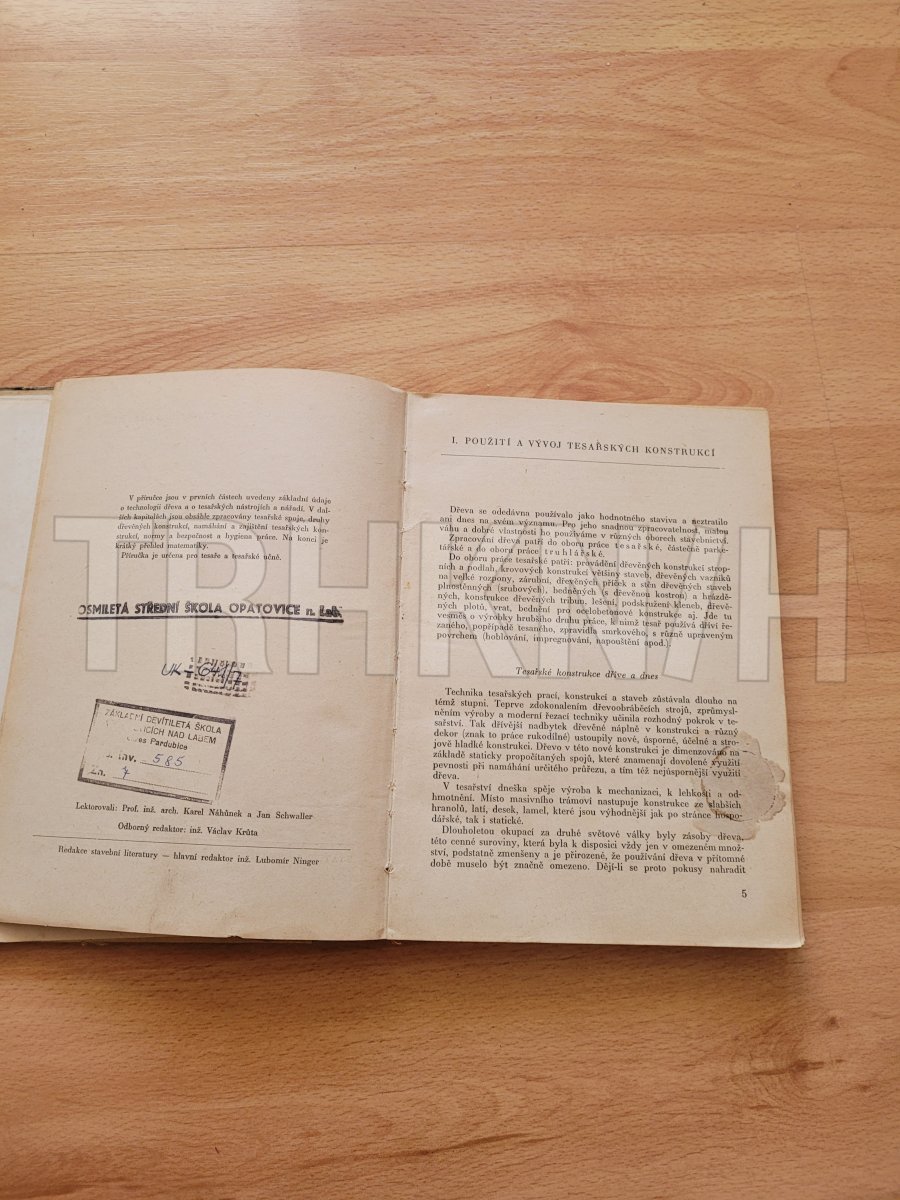 V příručce jsou v prvních částech uvedeny základní údaje
o technologii dřeva a o tesařských nástrojích a nářadí. V dal-
ších kapitolách jsou obsáhle zpracovány tesařské spoje, druhy
dřevěných konstrukcí, namáhání a zajištění tesařských kon-
strukcí, normy a bezpečnost a hygiena práce. Na konci je
krátký přehled matematiky.
Příručka je určena pro tesaře a tesařské učně.
OSMILETÁ STŘEDNÍ ŠKOLA OPATOVICE n. Lab.
UK - 641/7
ZÁKLADNÍ DEVÍTILETÁ ŠKOLA
NAD LABEM
okres Pardubice
inv. 585
Zn. 4
Lektorovali: Prof. inž. arch. Karel Náhůnek a Jan Schwaller
Odborný redaktor: inž. Václav Krůta
Redakce stavební literatury — hlavní redaktor inž. Lubomír Ninger
I. POUŽITÍ A VÝVOJ TESAŘSKÝCH KONSTRUKCÍ
Dřeva se odedávna používalo jako hodnotného staviva a neztratilo
ani dnes na svém významu. Pro jeho snadnou zpracovatelnost, malou
váhu a dobré vlastnosti ho používáme v různých oborech stavebnictví.
Zpracování dřeva patří do oboru práce tesařské, částečně parke-
tářské a do oboru práce truhlářské.
Do oboru práce tesařské patří: provádění dřevěných konstrukcí strop-
ních a podlah, krovových konstrukcí většiny staveb, dřevěných vazníků
na velké rozpony, zárubní, dřevěných příček a stěn dřevěných staveb
plnostěnných (srubových), bedněných (s dřevěnou kostrou) a hrázdě-
ných, konstrukce dřevěných tribun, lešení, podskružení kleneb, dřevě-
ných plotů, vrat, bednění pro ocelobetonové konstrukce aj. Jde tu
vesměs o výrobky hrubšího druhu práce, k nimž tesař používá dříví ře-
zaného, popřípadě tesaného, zpravidla smrkového, s různě upraveným
povrchem (hoblování, impregnování, napouštění apod.).
Tesařské konstrukce dříve a dnes
Technika tesařských prací, konstrukcí a staveb zůstávala dlouho na
témž stupni. Teprve zdokonalením dřevoobráběcích strojů, zprůmysl-
něním výroby a moderní řezací techniky učinila rozhodný pokrok v te-
sařství. Tak dřívější nadbytek dřevěné náplně v konstrukci a různý
dekor (znak to práce rukodílné) ustoupily nové, úsporné, účelné a stro-
jově hladké konstrukci. Dřevo v této nové konstrukci je dimenzováno na
základě staticky propočítaných spojů, které znamenají dovolené využití
pevnosti při namáhání určitého průřezu, a tím též nejúspornější využití
dřeva.
V tesařství dneška spěje výroba k mechanizaci, k lehkosti a od-
hmotnění. Místo masivního trámoví nastupuje konstrukce ze slabších
hranolů, latí, desek, lamel, které jsou výhodnější jak po stránce hospo-
dářské, tak i statické.
Dlouholetou okupací za druhé světové války byly zásoby dřeva,
této cenné suroviny, která byla k disposici vždy jen v omezeném množ-
ství, podstatně zmenšeny a je přirozené, že používání dřeva v přítomné
době muselo být značně omezeno. Dějí-li se proto pokusy nahradit
5
TRHKNIH